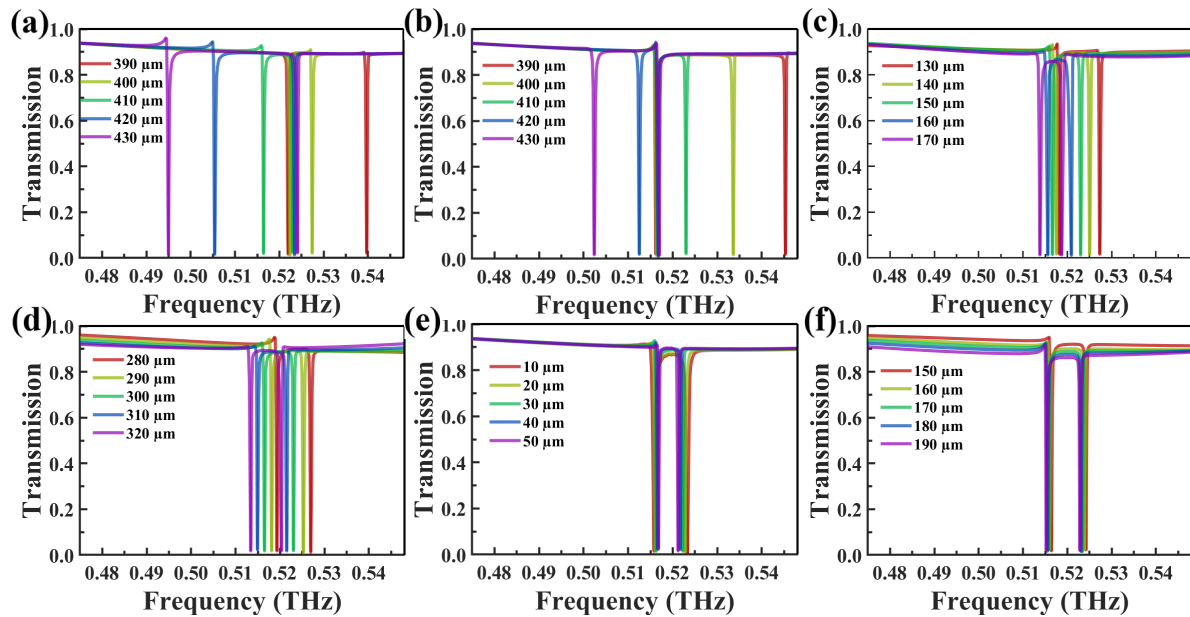 (a)
1.0
0.8
0.6
0.4
0.2
0.0
Transmission
390 µm
400 µm
410 µm
420 µm
430 µm
0.48 0.49 0.50 0.51 0.52 0.53 0.54
Frequency (THz)
(b)
1.0
0.8
0.6
0.4
0.2
0.0
Transmission
390 µm
400 µm
410 µm
420 µm
430 µm
0.48 0.49 0.50 0.51 0.52 0.53 0.54
Frequency (THz)
(c)
1.0
0.8
0.6
0.4
0.2
0.0
Transmission
130 µm
140 µm
150 µm
160 µm
170 µm
0.48 0.49 0.50 0.51 0.52 0.53 0.54
Frequency (THz)
(d)
1.0
0.8
0.6
0.4
0.2
0.0
Transmission
280 µm
290 µm
300 µm
310 µm
320 µm
0.48 0.49 0.50 0.51 0.52 0.53 0.54
Frequency (THz)
(e)
1.0
0.8
0.6
0.4
0.2
0.0
Transmission
10 µm
20 µm
30 µm
40 µm
50 µm
0.48 0.49 0.50 0.51 0.52 0.53 0.54
Frequency (THz)
(f)
1.0
0.8
0.6
0.4
0.2
0.0
Transmission
150 µm
160 µm
170 µm
180 µm
190 µm
0.48 0.49 0.50 0.51 0.52 0.53 0.54
Frequency (THz)